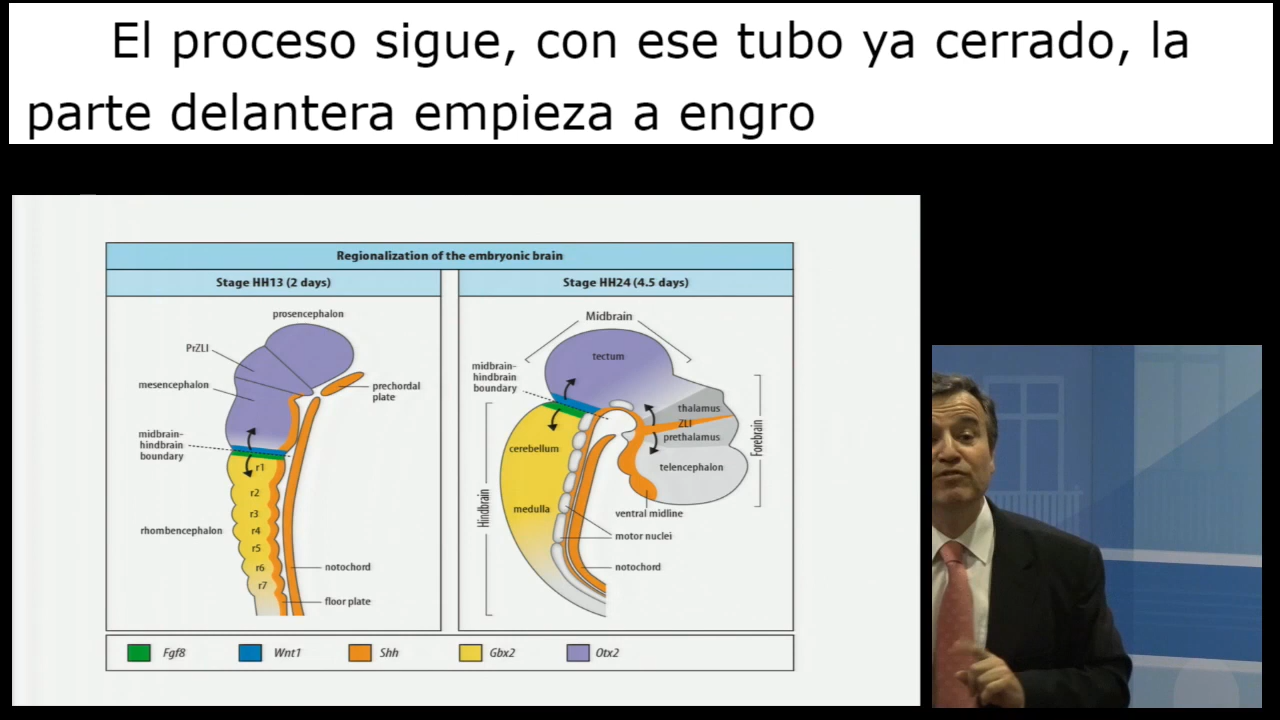 El proceso sigue, con ese tubo ya cerrado, la
parte delantera empieza a engro
Regionalization of the embryonic brain
Stage HH13 (2 days)
prosencephalon
PrZLI
mesencephalon
prechordal
plate
midbrain-
hindbrain
boundary
r1
r2
r3
rhombencephalon
r4
r5
r6
notochord
r7
floor plate
Stage HH24 (4.5 days)
Midbrain
tectum
midbrain-
hindbrain
boundary
thalamus
ZLI
prethalamus
Forebrain
cerebellum
telencephalon
Hindbrain
medulla
ventral midline
motor nuclei
notochord
Fgf8 Wnt1 Shh Gbx2 Otx2